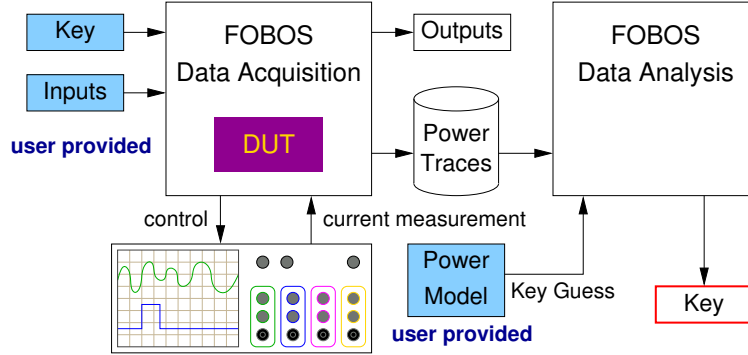 Key
Inputs
user provided
FOBOS
Data Acquisition
DUT
Outputs
Power
Traces
FOBOS
Data Analysis
control
current measurement
Power
Model
user provided
Key Guess
Key